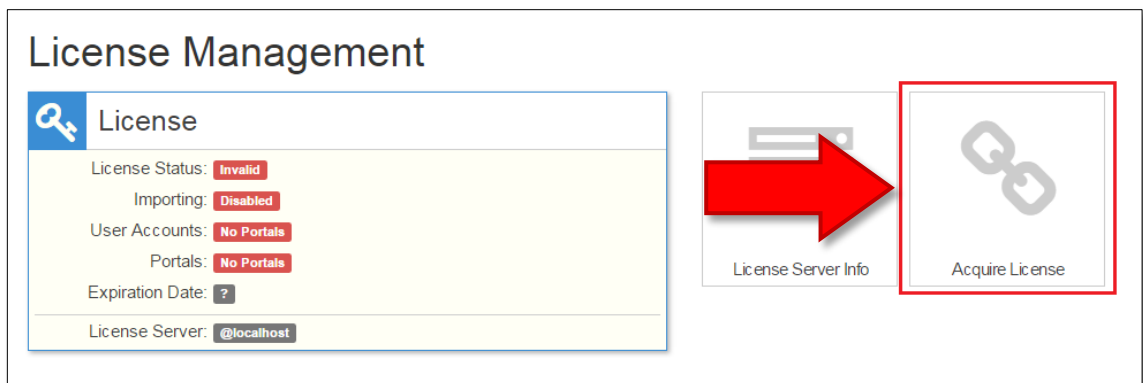 License Management
License
License Status: Invalid
Importing: Disabled
User Accounts: No Portals
Portals: No Portals
Expiration Date: ?
License Server: @localhost
License Server Info
Acquire License